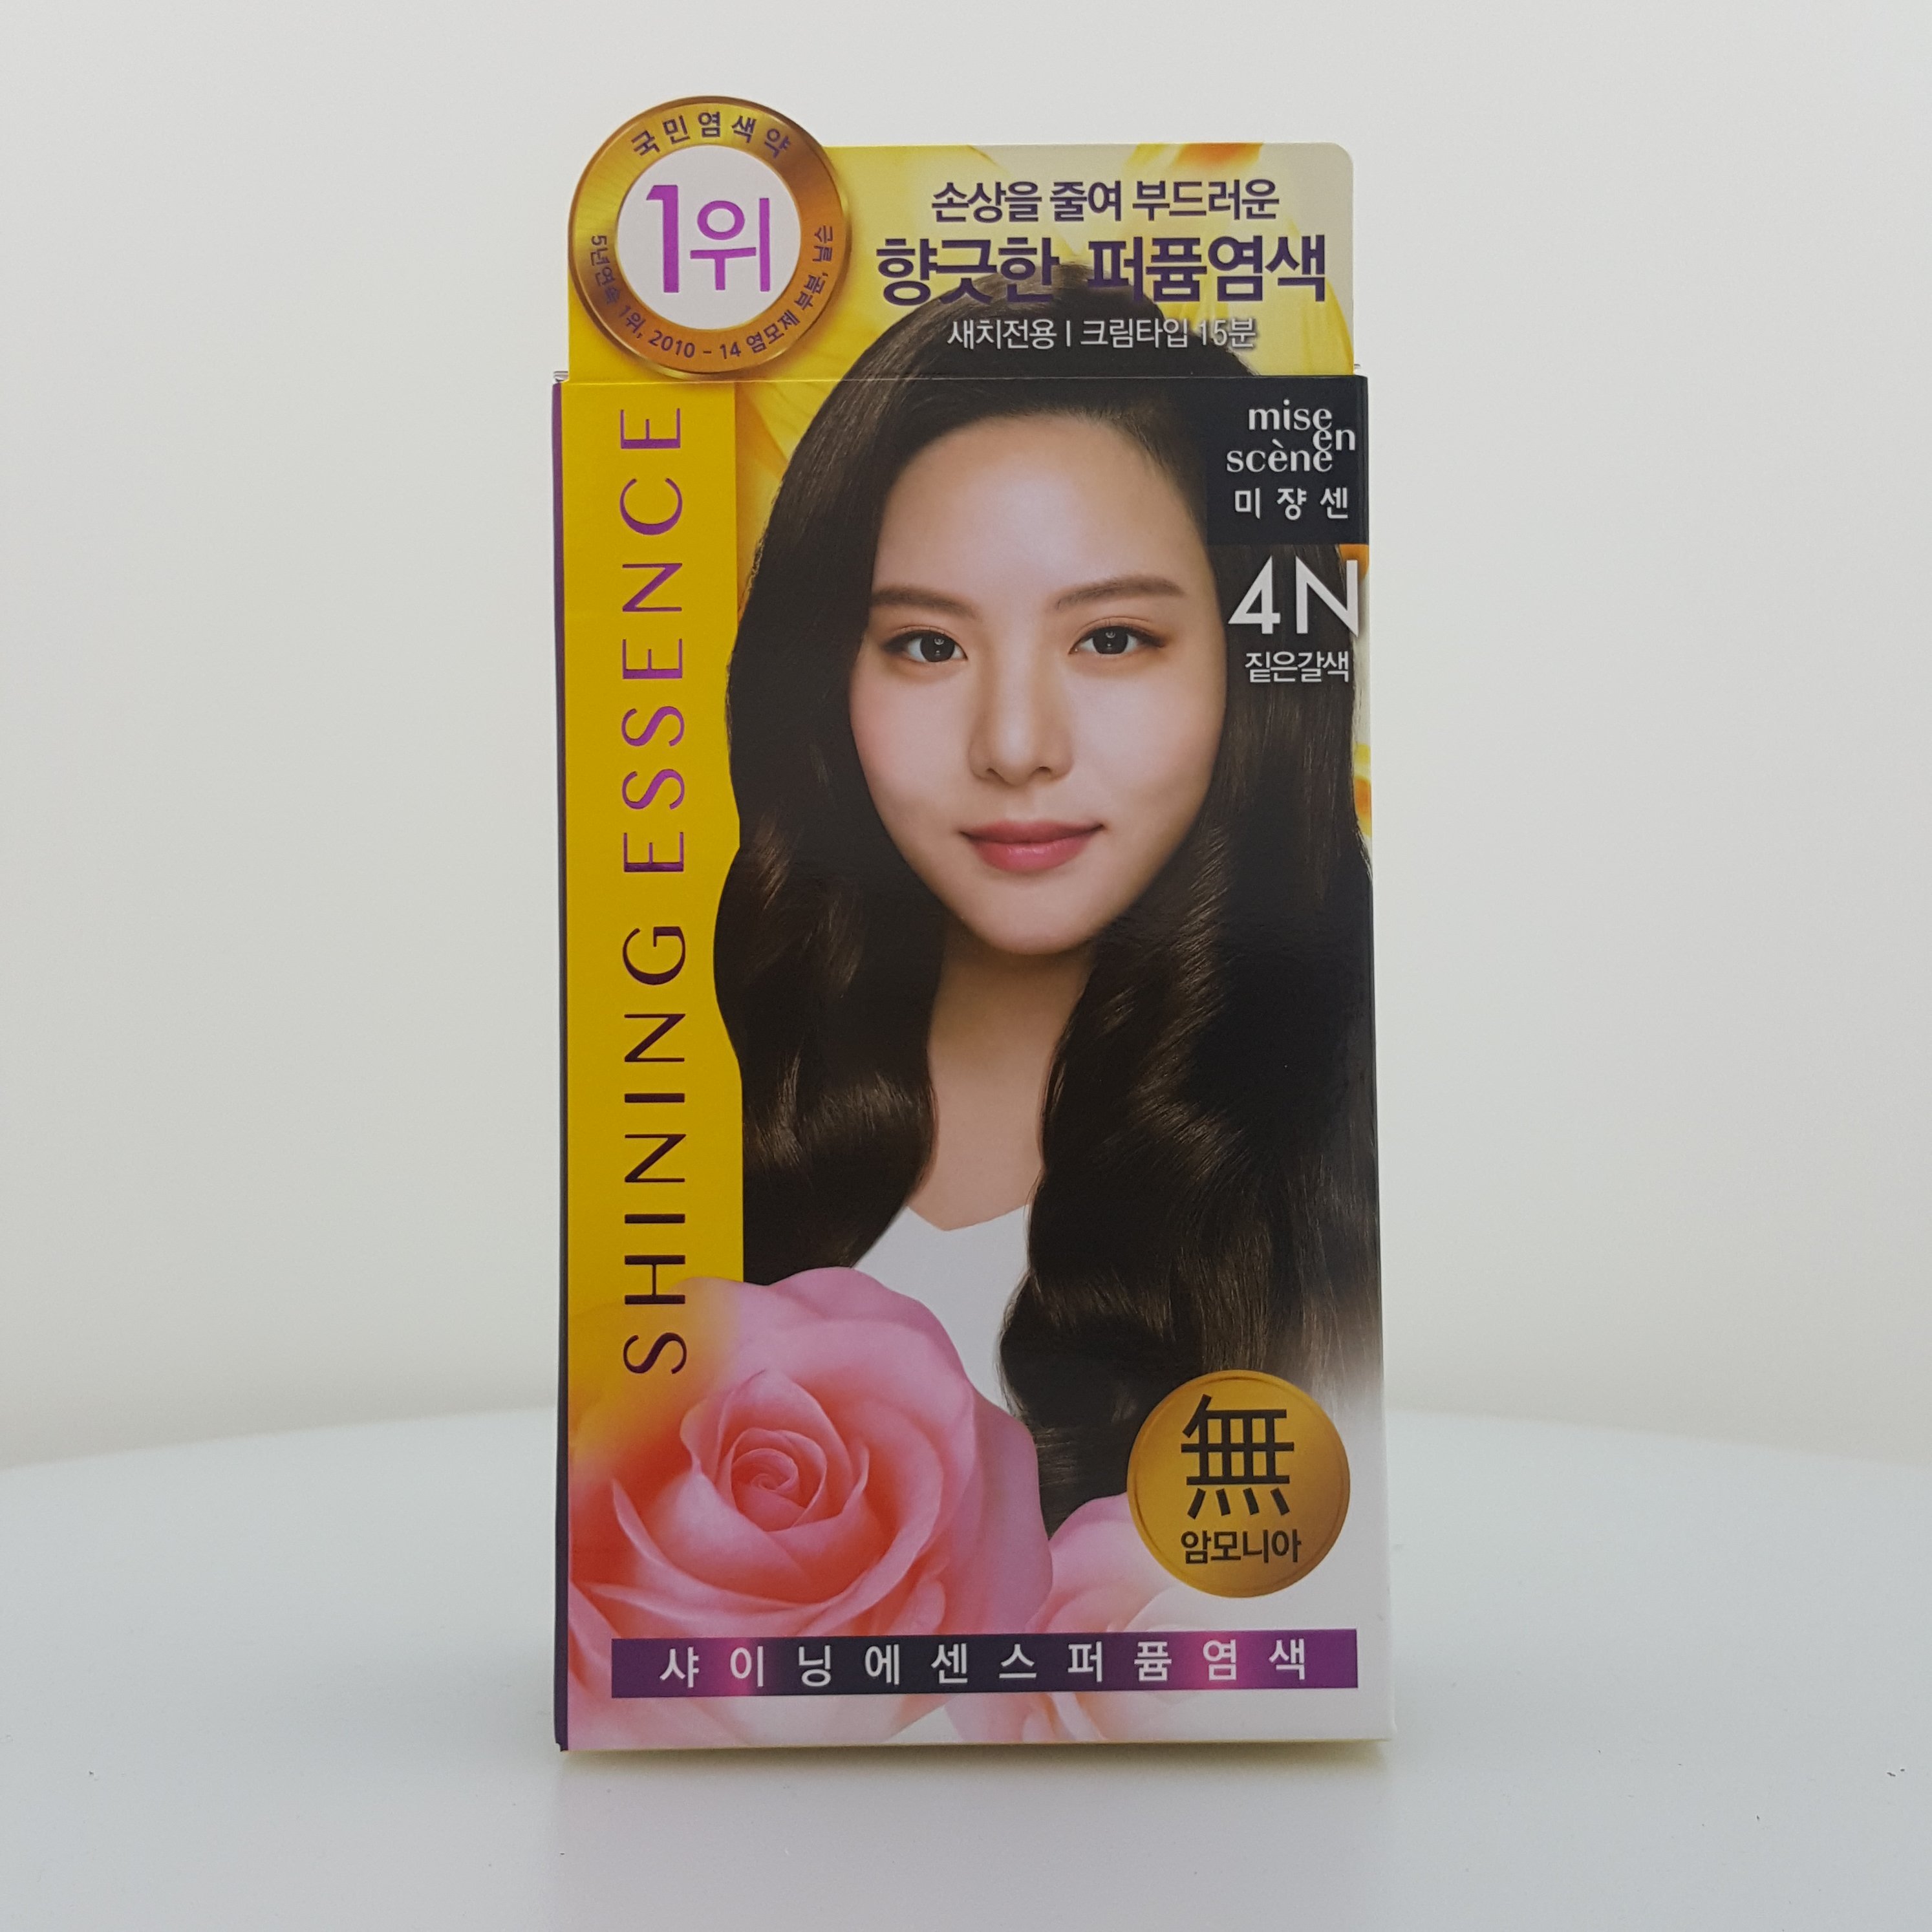 국민염색약
1위
5년연속 1위, 2010 - 14 염모제 부문, 닐슨
손상을 줄여 부드러운
향긋한 퍼퓸염색
새치전용 | 크림타입 15분
mise
en
scène
미쟝센
4N
짙은갈색
SHINING ESSENCE
無
암모니아
샤이닝에센스퍼퓸염색